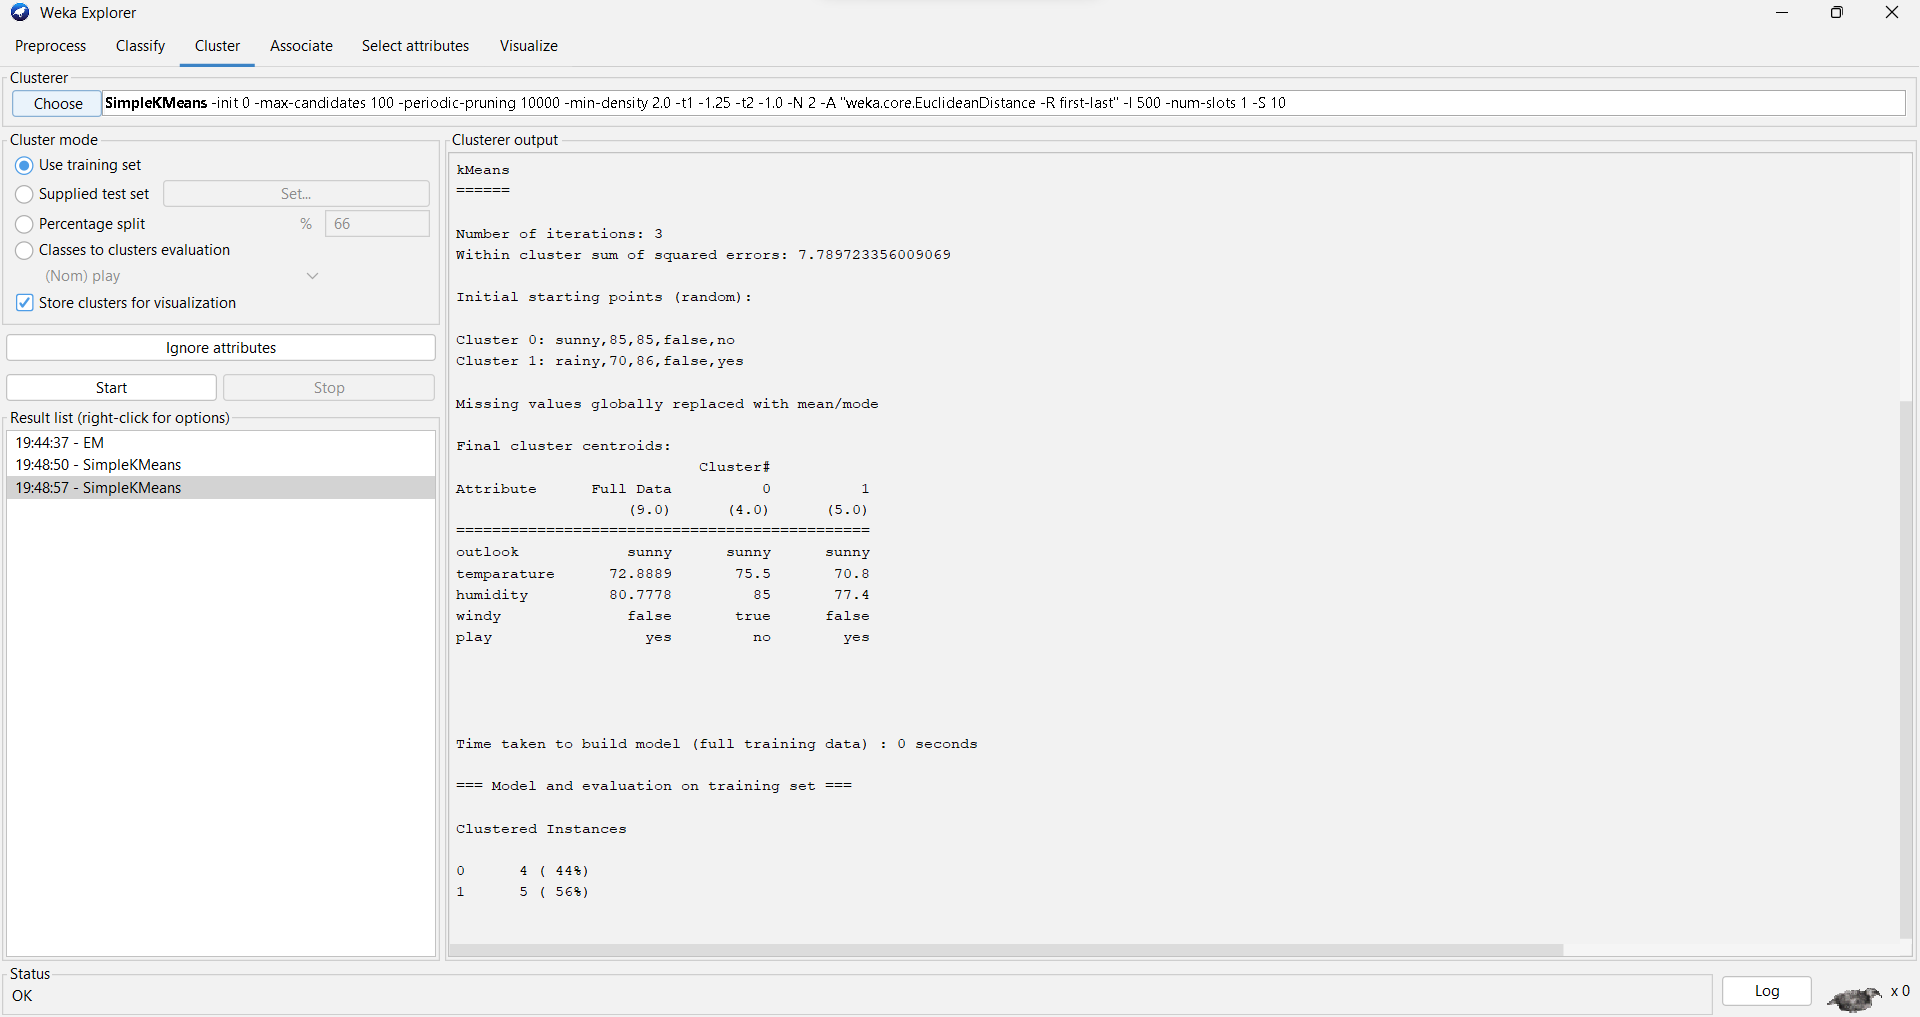 Weka Explorer
Preprocess Classify Cluster Associate Select attributes Visualize
Clusterer
Choose SimpleKMeans -init 0 -max-candidates 100 -periodic-pruning 10000 -min-density 2.0 -t1 -1.25 -t2 -1.0 -N 2 -A "weka.core.EuclideanDistance -R first-last" -I 500 -num-slots 1 -S 10
Cluster mode
Use training set
Supplied test set Set...
Percentage split % 66
Classes to clusters evaluation
(Nom) play
Store clusters for visualization
Ignore attributes
Start Stop
Result list (right-click for options)
19:44:37 - EM
19:48:50 - SimpleKMeans
19:48:57 - SimpleKMeans
Clusterer output
kMeans
======
Number of iterations: 3
Within cluster sum of squared errors: 7.789723356009069
Initial starting points (random):
Cluster 0: sunny,85,85,false,no
Cluster 1: rainy,70,86,false,yes
Missing values globally replaced with mean/mode
Final cluster centroids:
Cluster#
Attribute Full Data 0 1
(9.0) (4.0) (5.0)
==============================================
outlook sunny sunny sunny
temparature 72.8889 75.5 70.8
humidity 80.7778 85 77.4
windy false true false
play yes no yes
Time taken to build model (full training data) : 0 seconds
=== Model and evaluation on training set ===
Clustered Instances
0 4 ( 44%)
1 5 ( 56%)
Status
OK
Log x 0